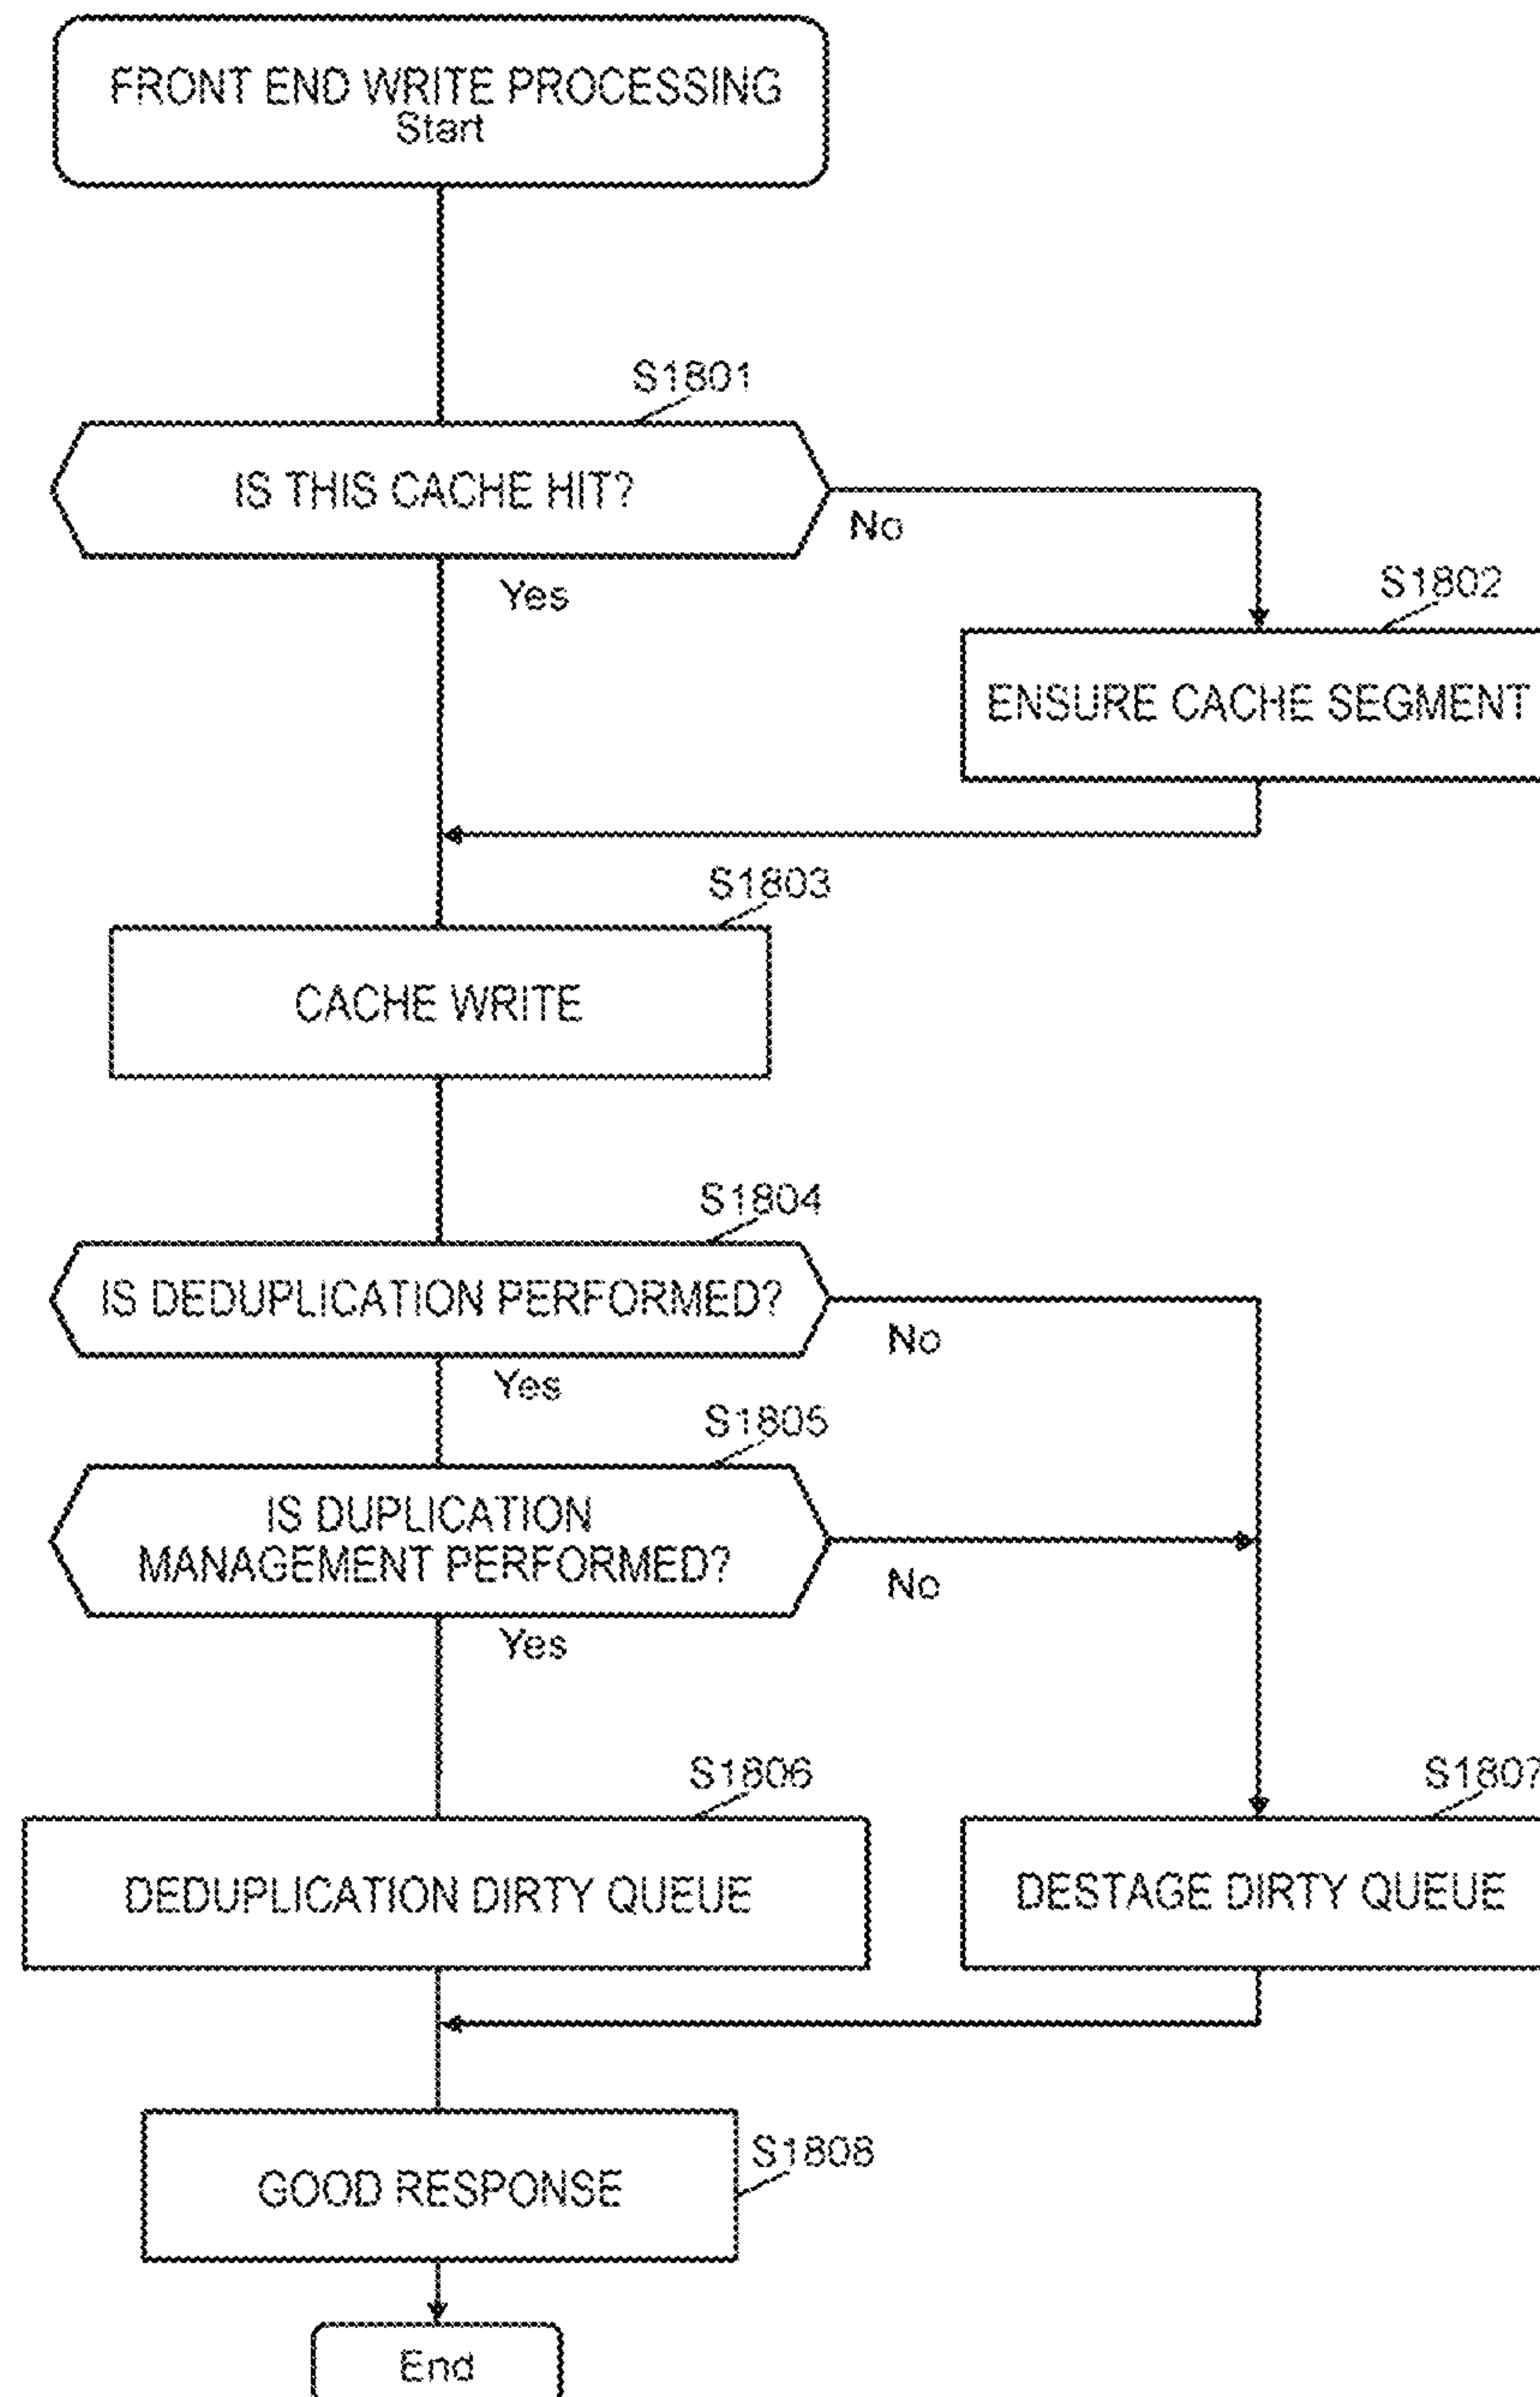 FRONT END WRITE PROCESSING
Start
S1801
IS THIS CACHE HIT?
No
Yes
S1802
ENSURE CACHE SEGMENT
S1803
CACHE WRITE
S1804
IS DEDUPLICATION PERFORMED?
No
Yes
S1805
IS DUPLICATION
MANAGEMENT PERFORMED?
No
Yes
S1806
S1807
DEDUPLICATION DIRTY QUEUE
DESTAGE DIRTY QUEUE
GOOD RESPONSE
S1808
End